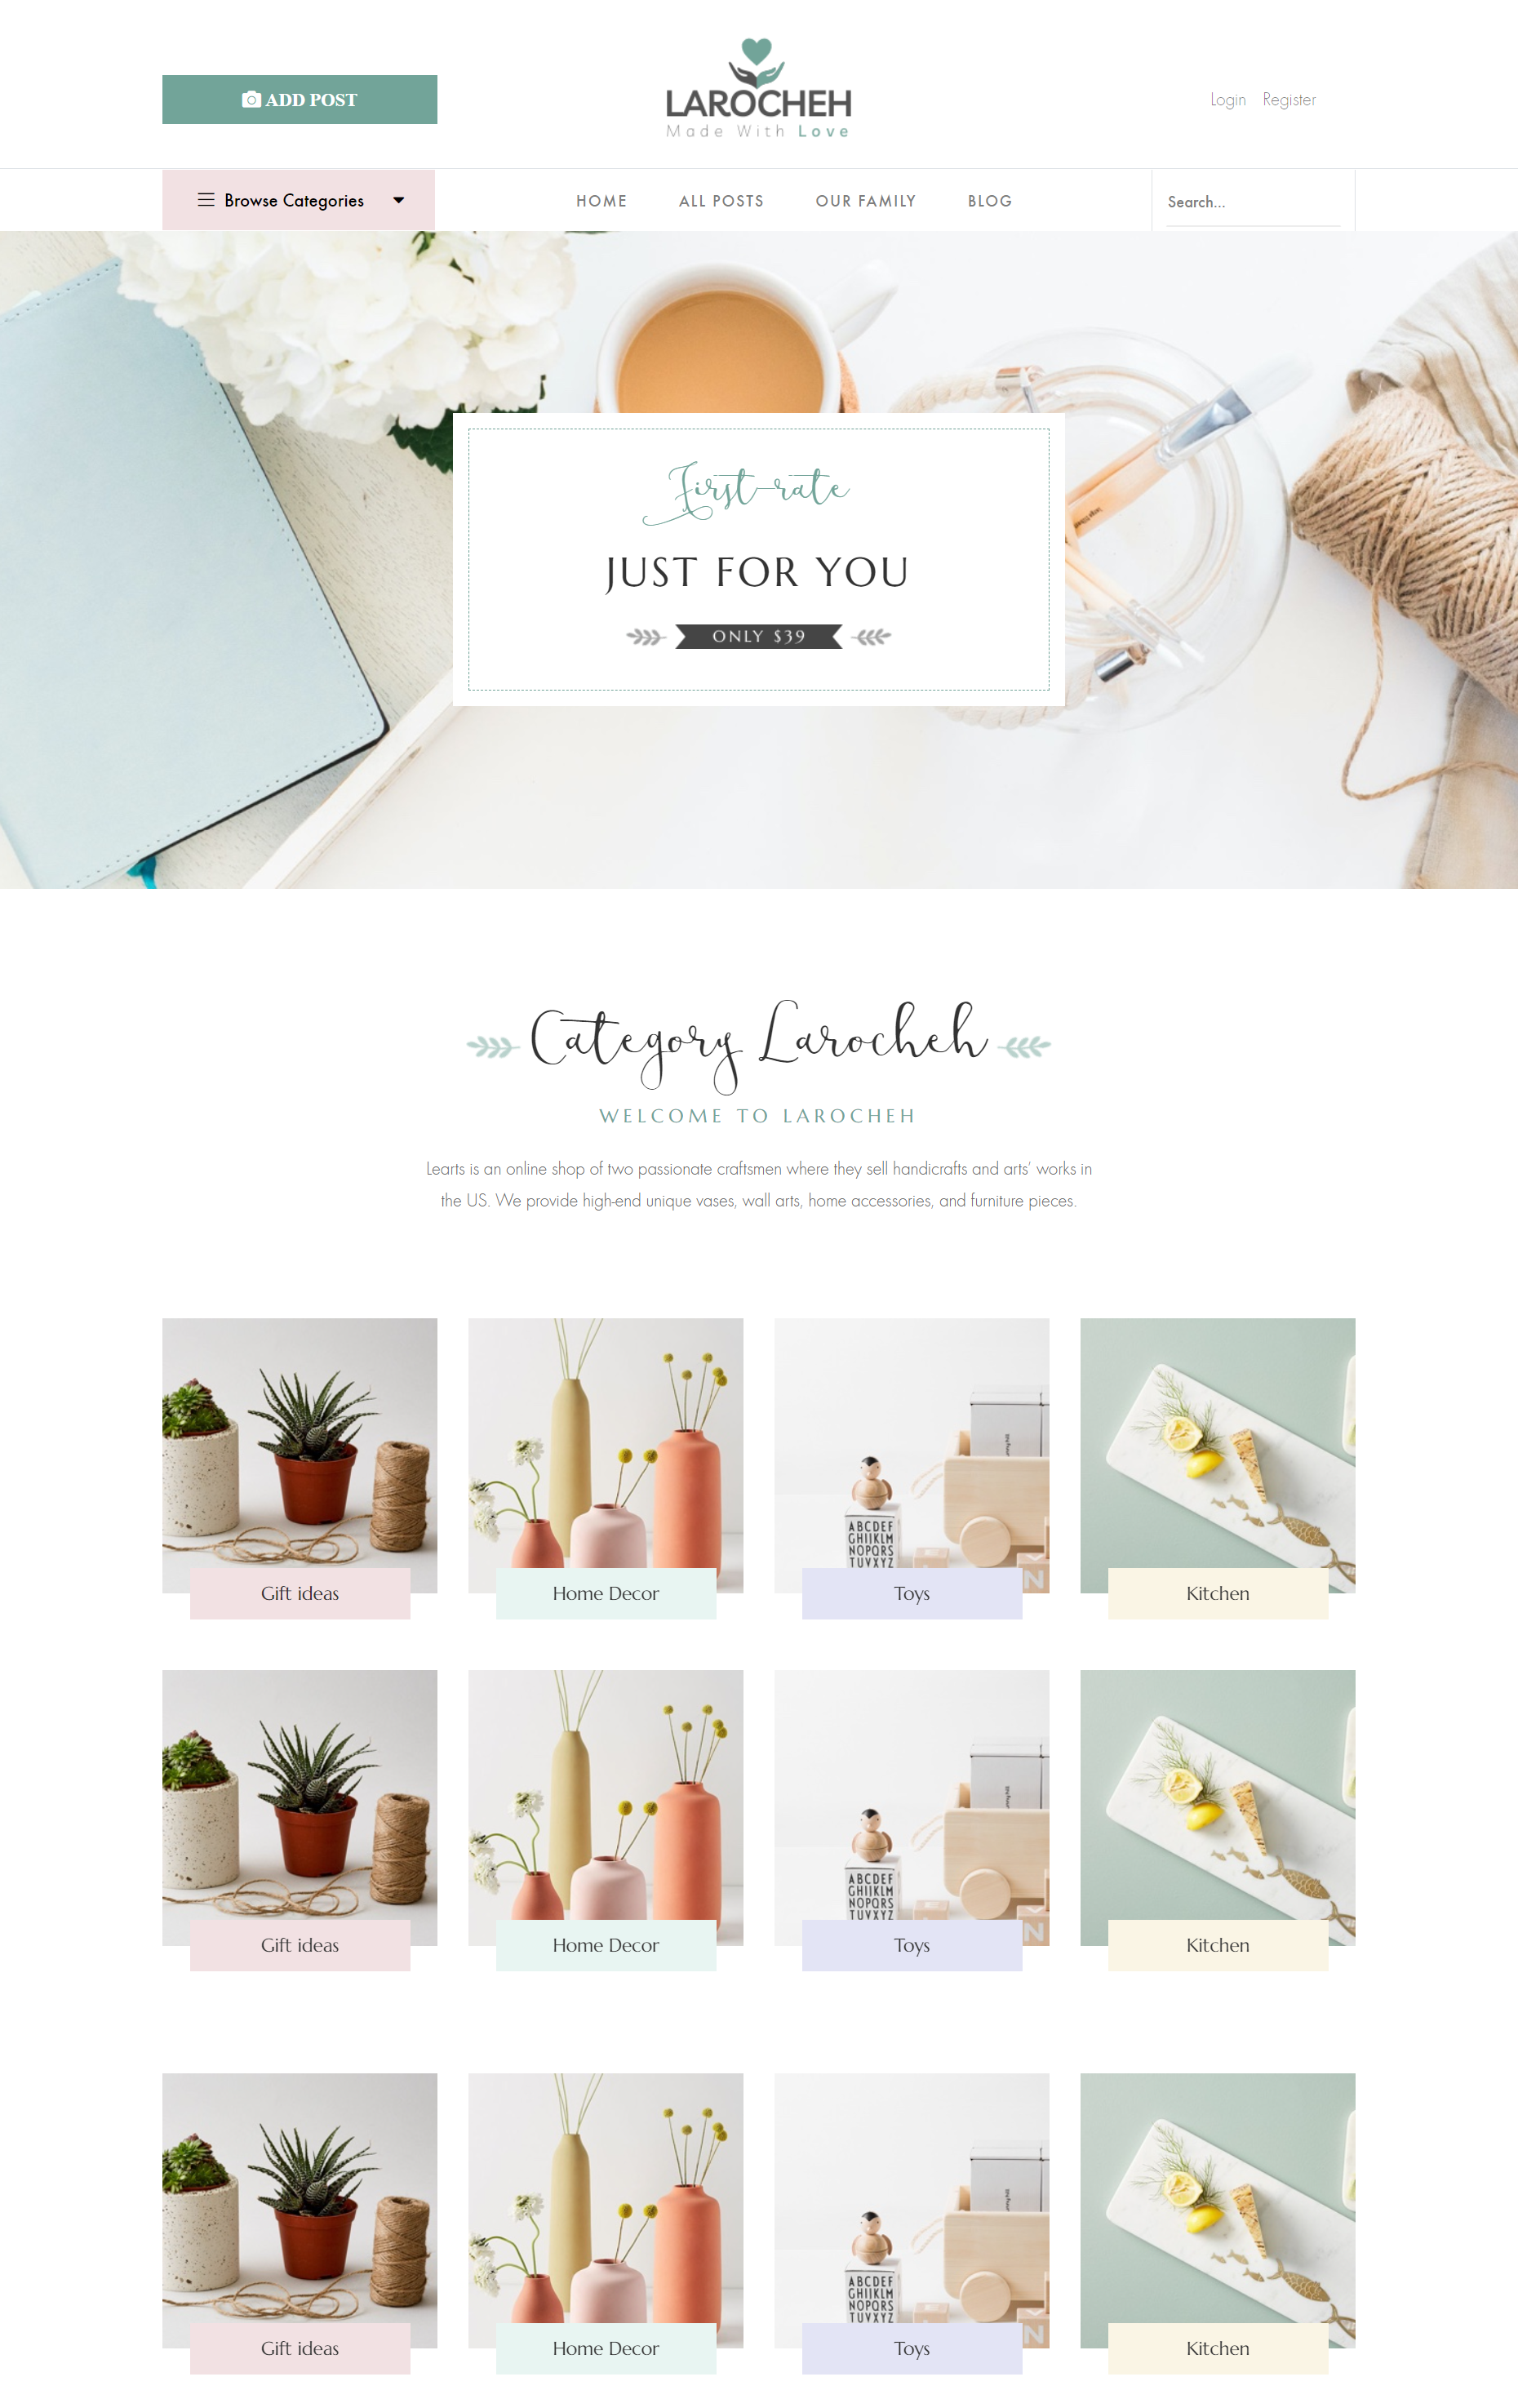 ADD POST
LAROCHEH
Made With Love
Login Register
Browse Categories
HOME ALL POSTS OUR FAMILY BLOG
Search...
First-rate
JUST FOR YOU
ONLY $39
Category Larocheh
WELCOME TO LAROCHEH
Learts is an online shop of two passionate craftsmen where they sell handicrafts and arts’ works in
the US. We provide high-end unique vases, wall arts, home accessories, and furniture pieces.
ABCDEF
GHIJKLM
NOPQRS
TUVXYZ
N
Gift ideas Home Decor Toys Kitchen
ABCDEF
GHIJKLM
NOPQRS
TUVXYZ
N
Gift ideas Home Decor Toys Kitchen
ABCDEF
GHIJKLM
NOPQRS
TUVXYZ
N
Gift ideas Home Decor Toys Kitchen